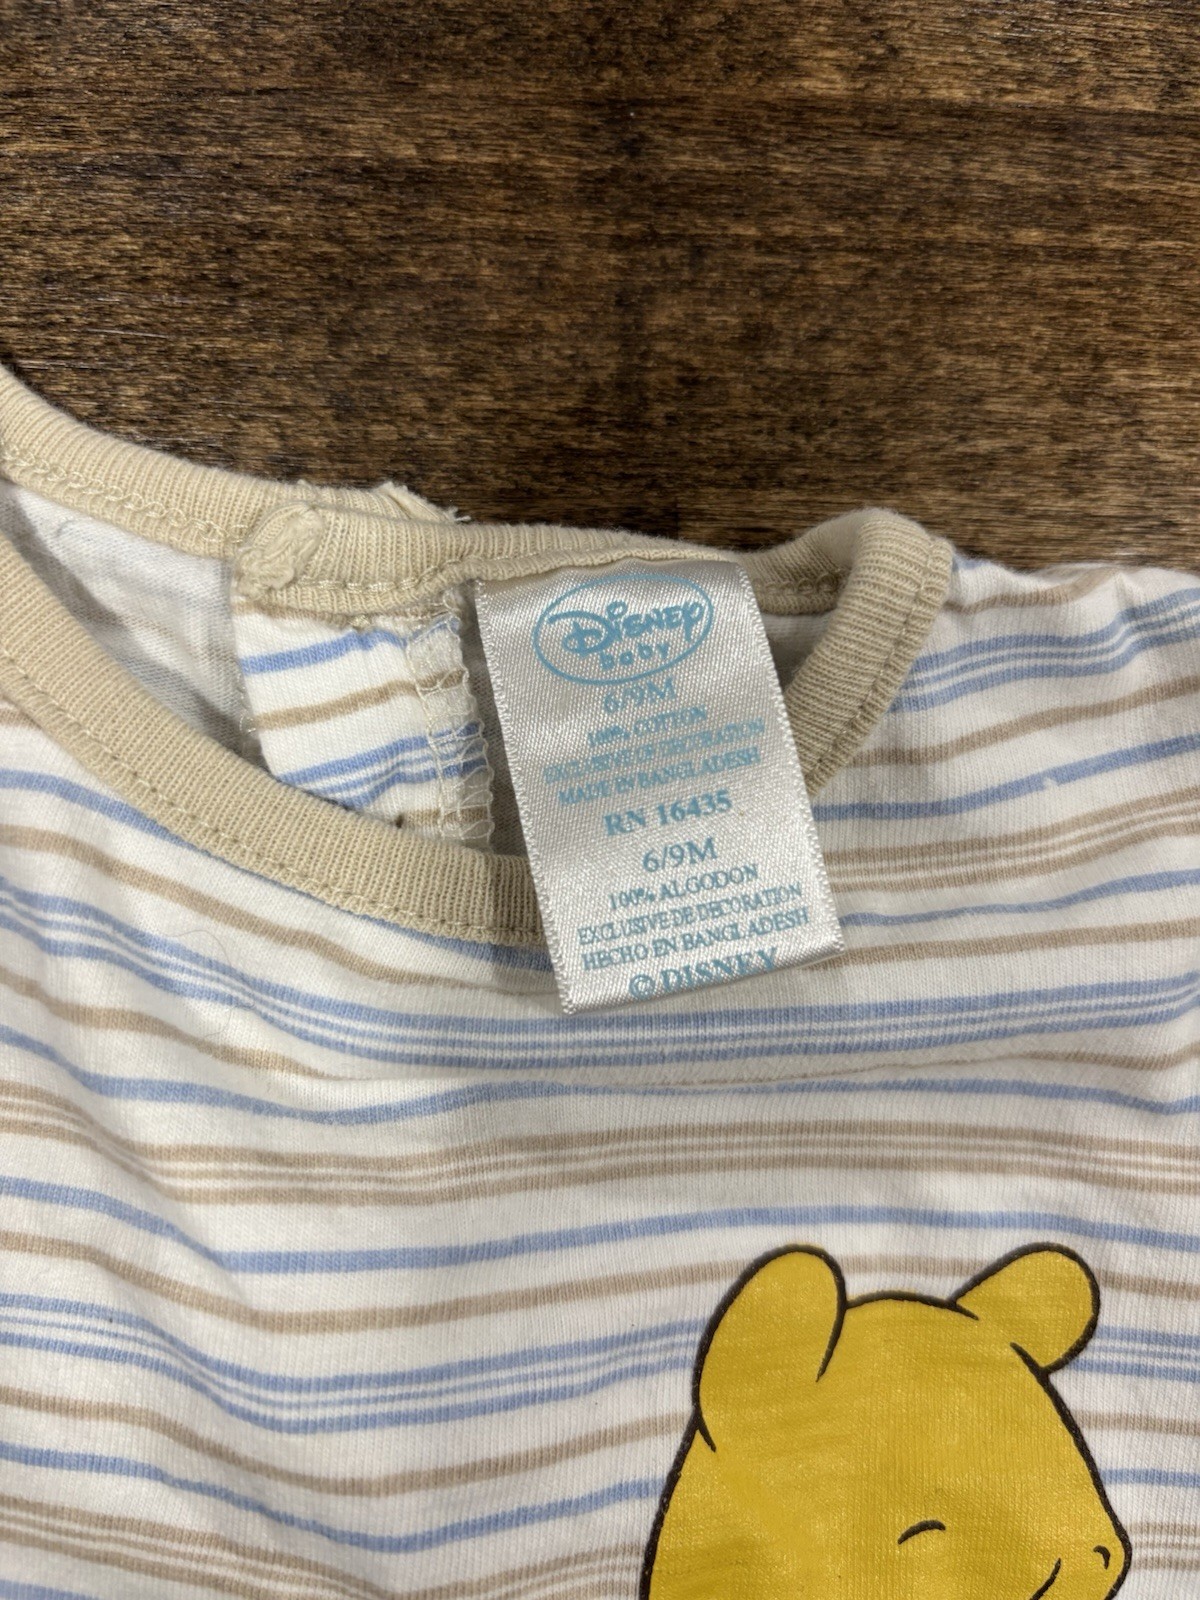 Disney
baby
6/9M
100% COTTON
EXCLUSIVE OF DECORATION
MADE IN BANGLADESH
RN 16435
6/9M
100% ALGODON
EXCLUSIVE DE DECORATION
HECHO EN BANGLADESH
© DISNEY